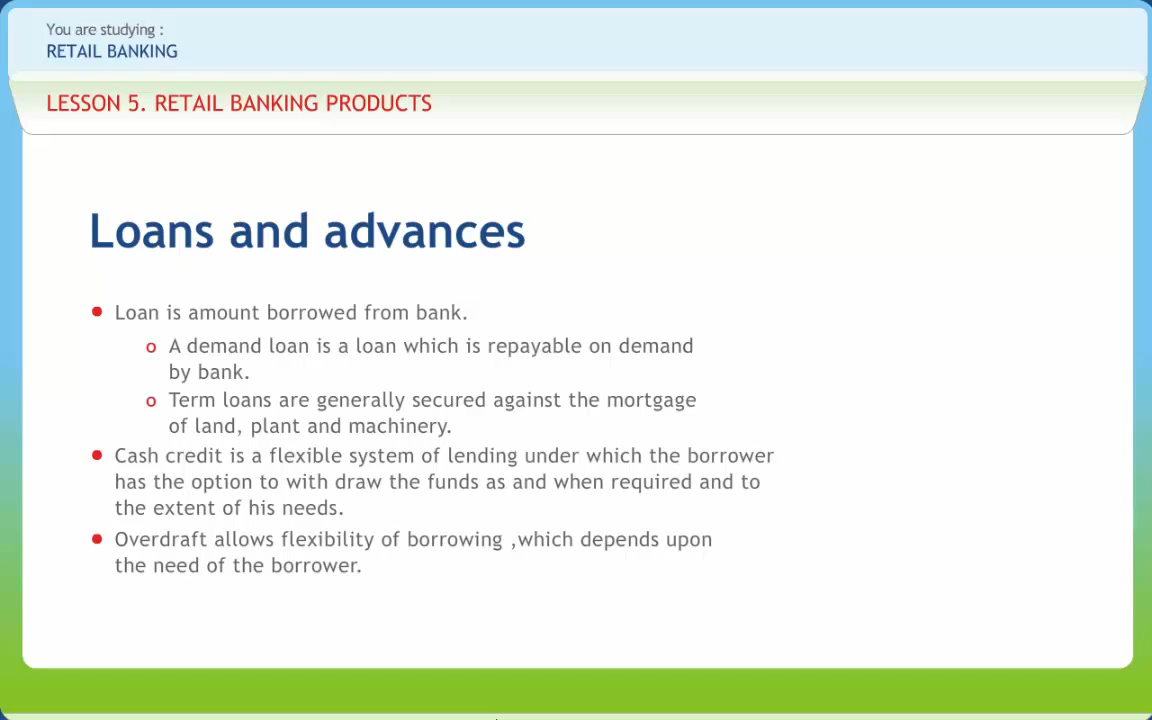 You are studying :
RETAIL BANKING
LESSON 5. RETAIL BANKING PRODUCTS
Loans and advances
• Loan is amount borrowed from bank.
o A demand loan is a loan which is repayable on demand
by bank.
o Term loans are generally secured against the mortgage
of land, plant and machinery.
• Cash credit is a flexible system of lending under which the borrower
has the option to with draw the funds as and when required and to
the extent of his needs.
• Overdraft allows flexibility of borrowing ,which depends upon
the need of the borrower.